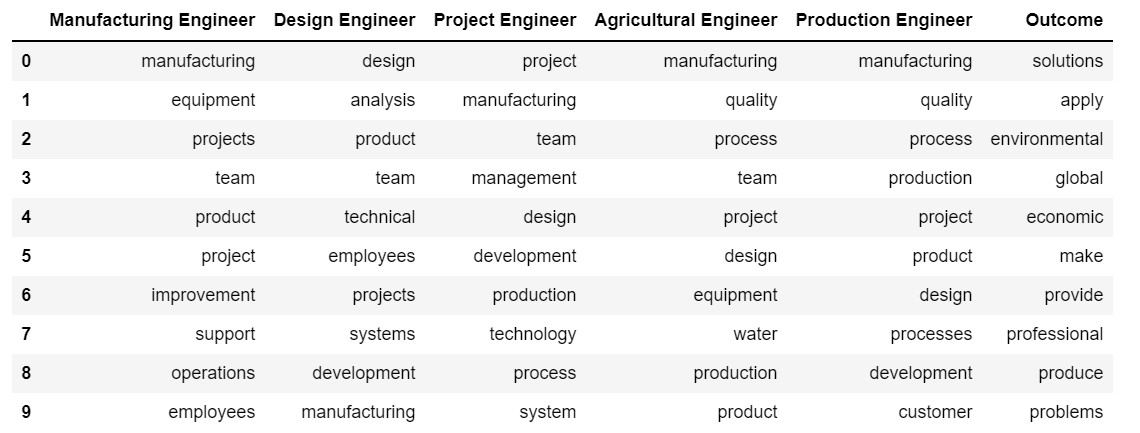 Manufacturing Engineer Design Engineer Project Engineer Agricultural Engineer Production Engineer Outcome
0 manufacturing design project manufacturing manufacturing solutions
1 equipment analysis manufacturing quality quality apply
2 projects product team process process environmental
3 team team management team production global
4 product technical design project project economic
5 project employees development design product make
6 improvement projects production equipment design provide
7 support systems technology water processes professional
8 operations development process production development produce
9 employees manufacturing system product customer problems